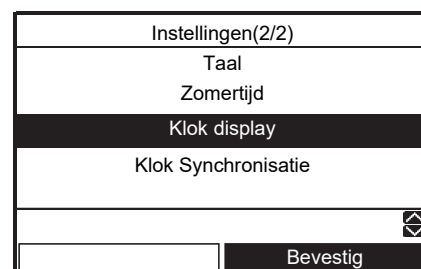 Instellingen(2/2)
Taal
Zomertijd
Klok display
Klok Synchronisatie
Bevestig